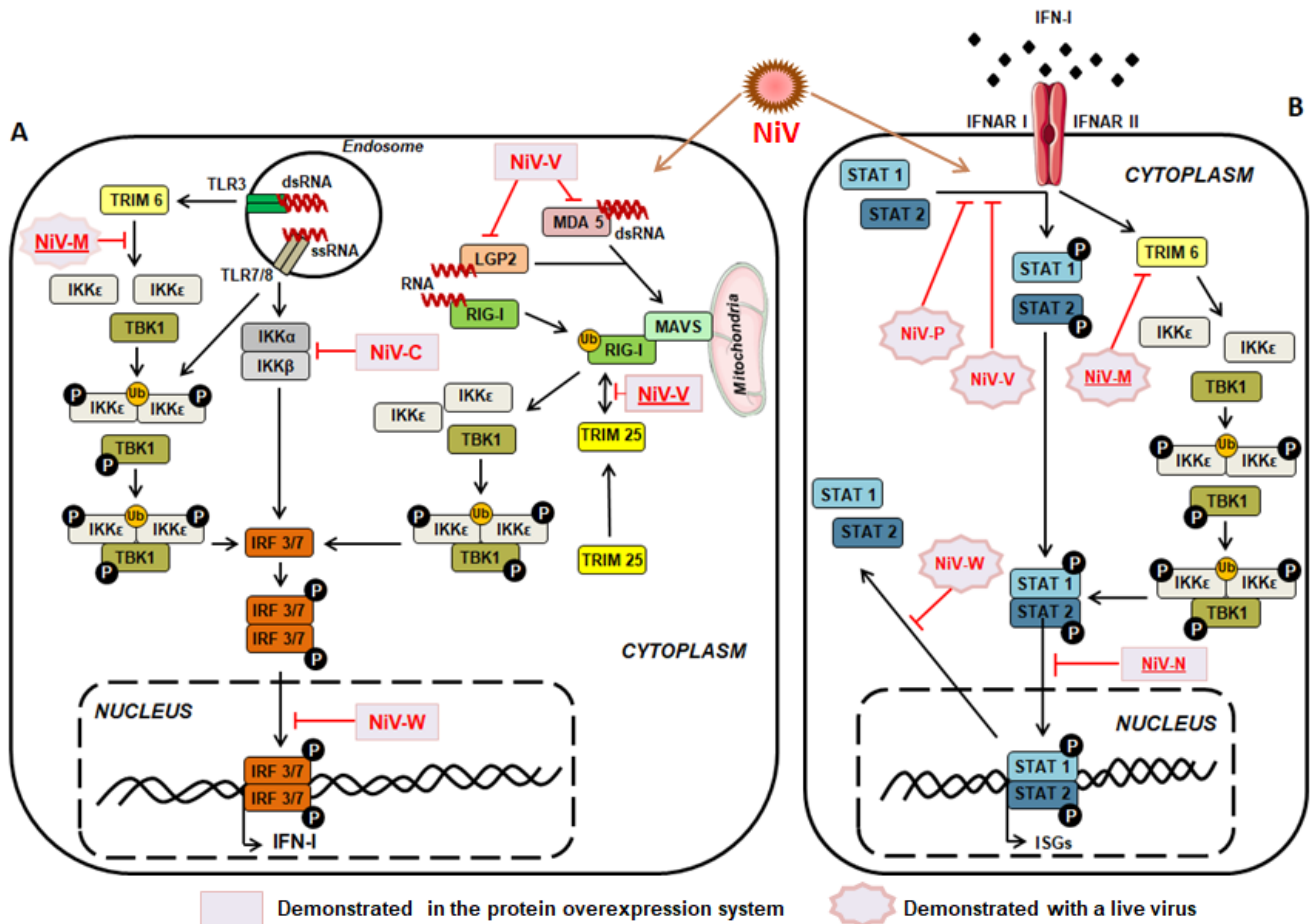 IFN-I
A
B
NiV
IFNAR I
IFNAR II
Endosome
CYTOPLASM
TLR3
dsRNA
NiV-V
STAT 1
STAT 2
TRIM 6
MDA 5
dsRNA
NiV-M
ssRNA
LGP2
P
STAT 1
TRIM 6
TLR7/8
RNA
IKKε
IKKε
RIG-I
MAVS
Mitochondria
STAT 2
P
TBK1
IKKα
IKKβ
NiV-C
Ub
RIG-I
NiV-P
IKKε
IKKε
NiV-V
NiV-M
P
Ub
P
IKKε
IKKε
IKKε
IKKε
NiV-V
TBK1
TBK1
P
TBK1
TRIM 25
P
Ub
P
IKKε
IKKε
STAT 1
STAT 2
TBK1
P
P
Ub
P
IKKε
IKKε
TBK1
P
IRF 3/7
P
Ub
P
IKKε
IKKε
TBK1
P
TRIM 25
NiV-W
P
STAT 1
STAT 2
P
P
Ub
P
IKKε
IKKε
TBK1
P
P
IRF 3/7
IRF 3/7
P
CYTOPLASM
NiV-N
NUCLEUS
NiV-W
NUCLEUS
P
IRF 3/7
IRF 3/7
P
IFN-I
P
STAT 1
STAT 2
P
ISGs
Demonstrated in the protein overexpression system
Demonstrated with a live virus